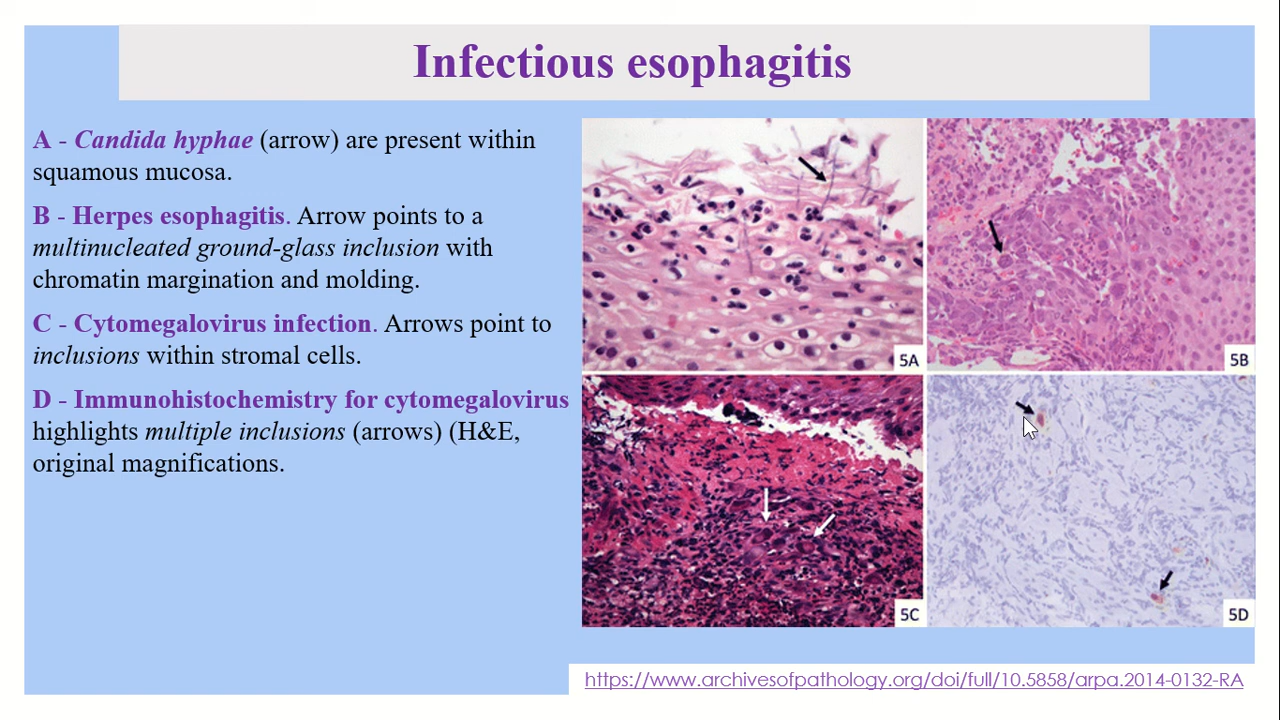 Infectious esophagitis
A - Candida hyphae (arrow) are present within
squamous mucosa.
B - Herpes esophagitis. Arrow points to a
multinucleated ground-glass inclusion with
chromatin margination and molding.
C - Cytomegalovirus infection. Arrows point to
inclusions within stromal cells.
D - Immunohistochemistry for cytomegalovirus
highlights multiple inclusions (arrows) (H&E,
original magnifications.
5A
5B
5C
5D
https://www.archivesofpathology.org/doi/full/10.5858/arpa.2014-0132-RA